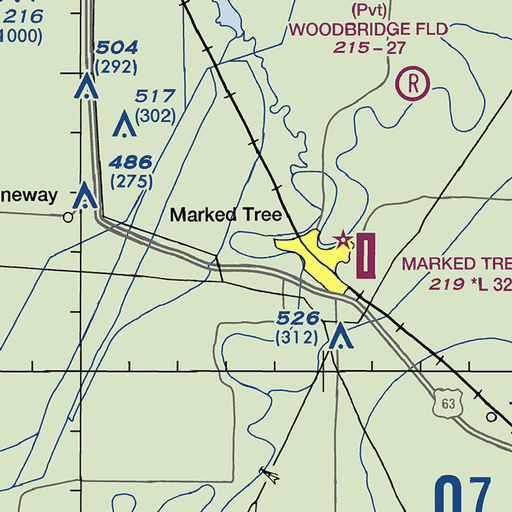 216
1000)
(Pvt)
WOODBRIDGE FLD
215-27
R
504
(292)
517
(302)
486
(275)
neway
Marked Tree
MARKED TRE
219 *L 32
526
(312)
63
07